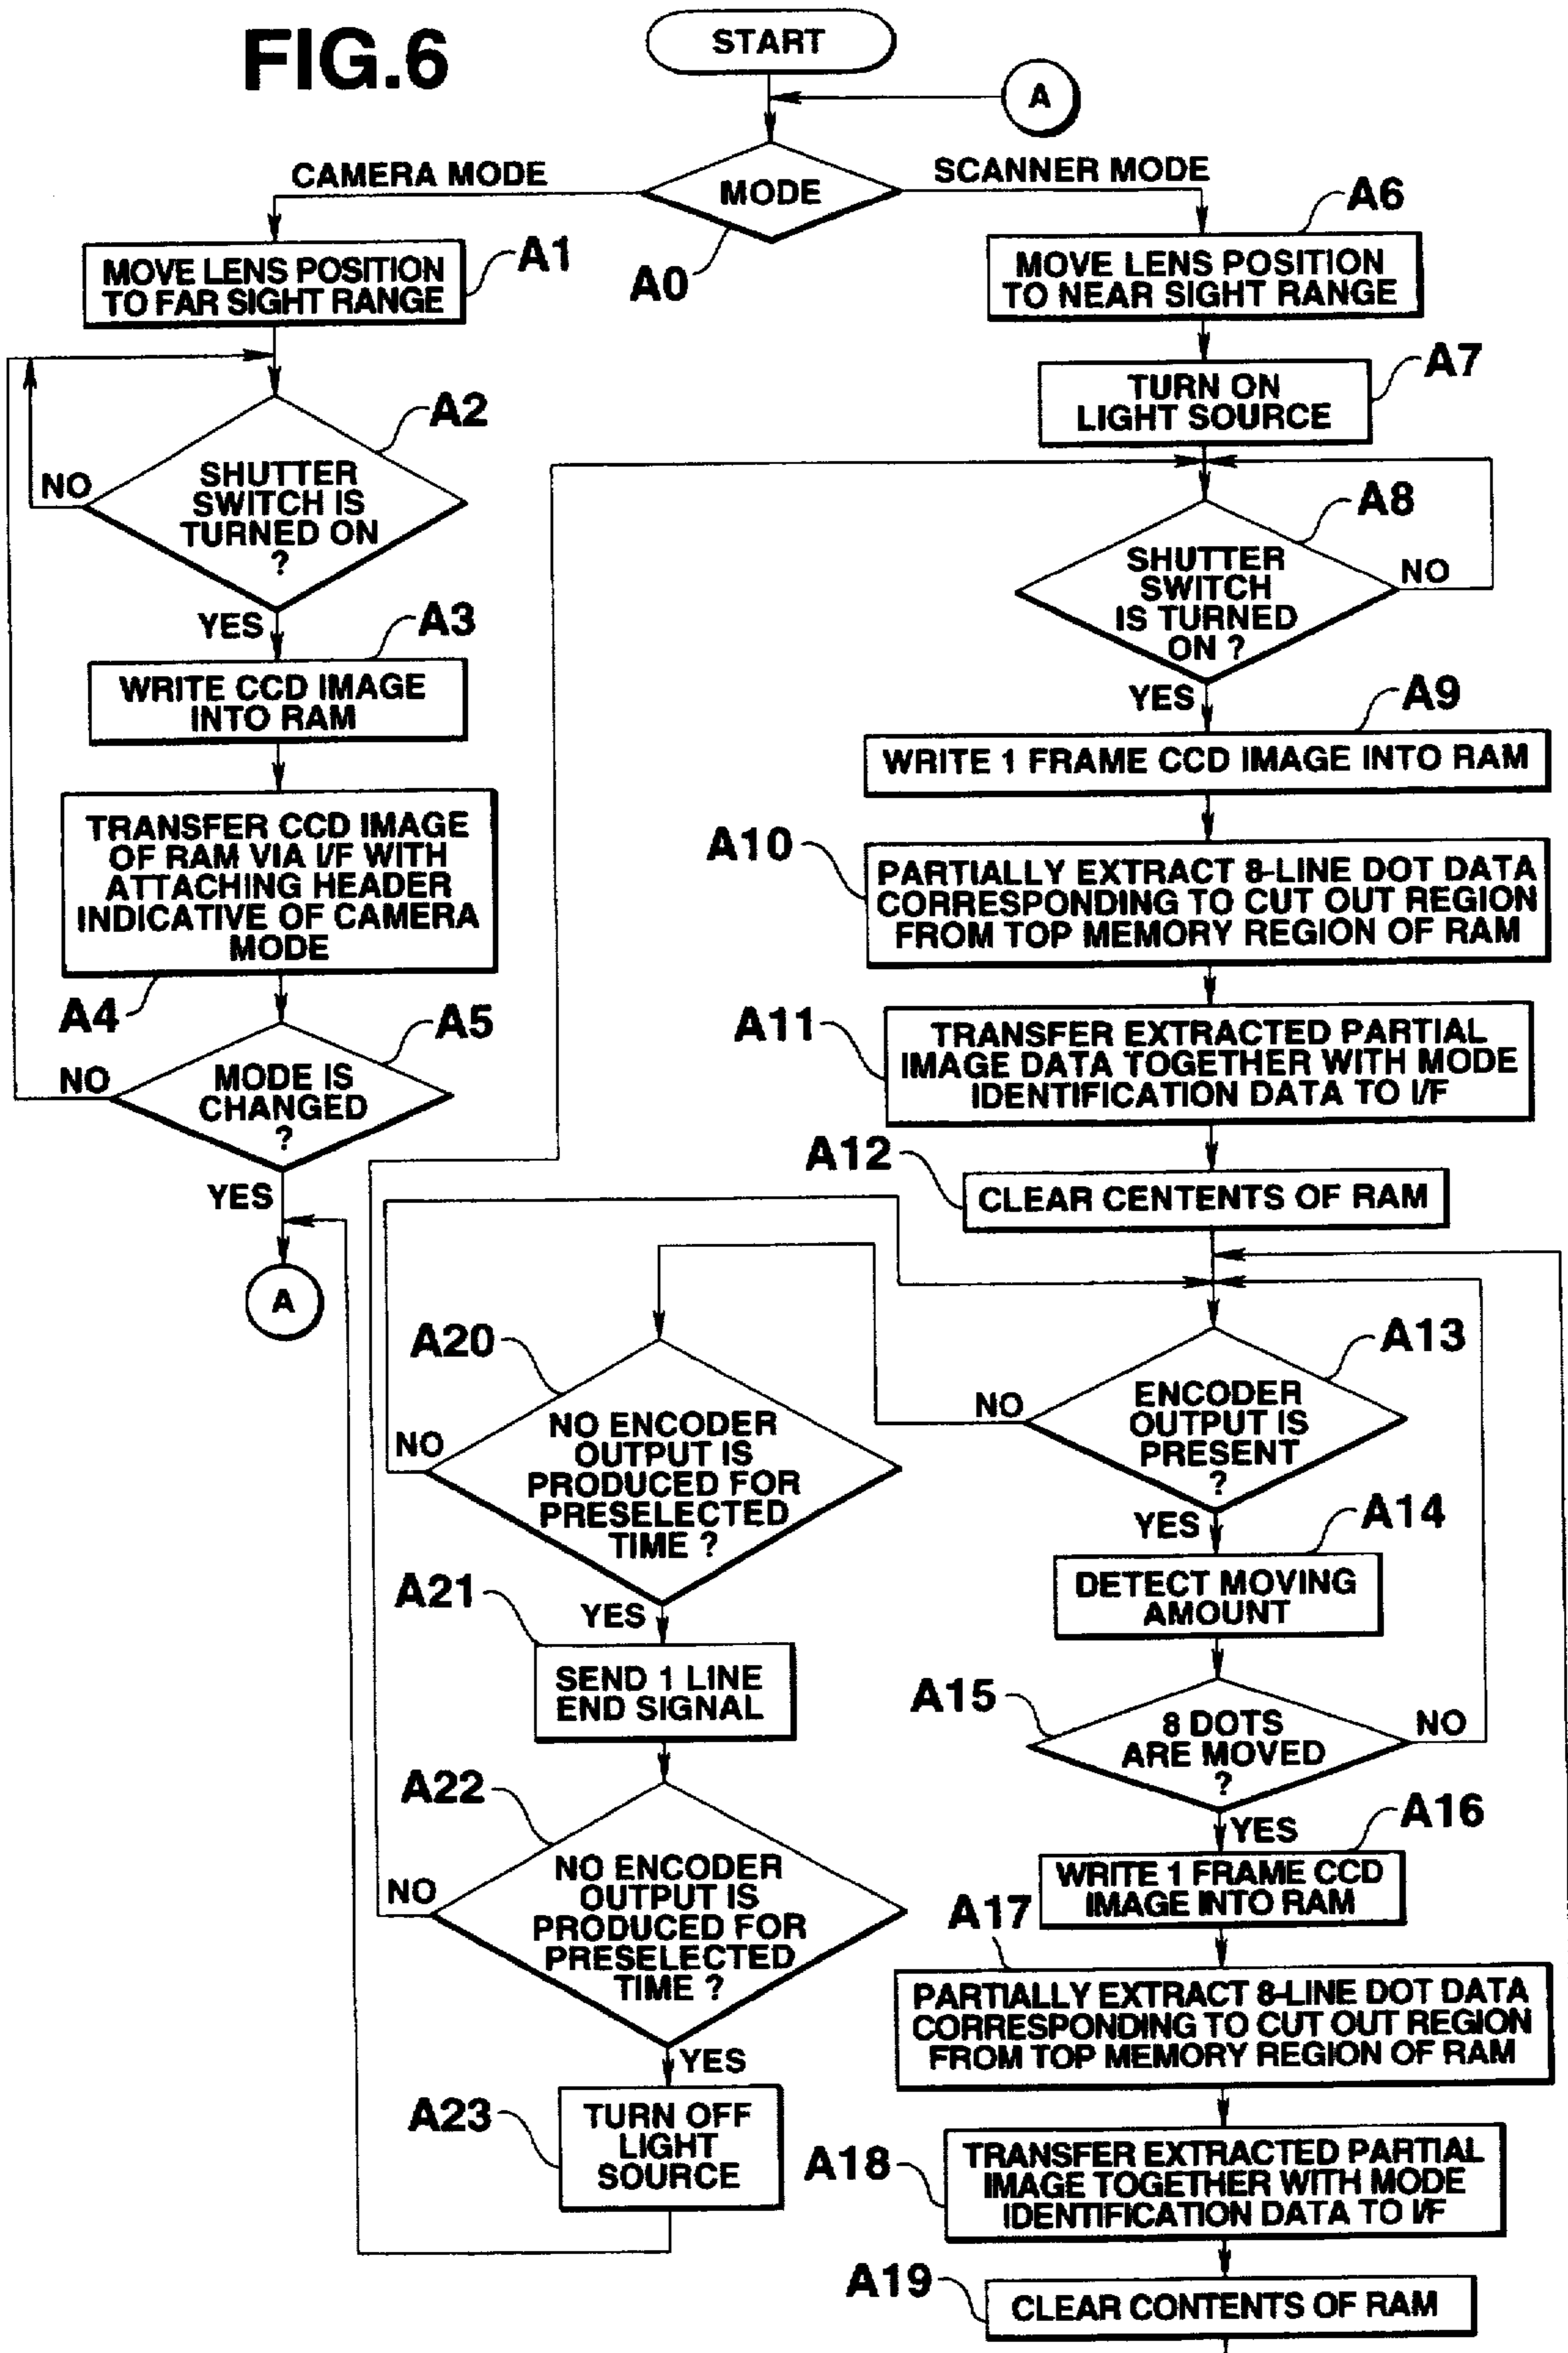 FIG.6
START
A
CAMERA MODE
MODE
SCANNER MODE
A0
MOVE LENS POSITION
TO FAR SIGHT RANGE
A1
SHUTTER
SWITCH IS
TURNED ON
?
A2
NO
YES
A3
WRITE CCD IMAGE
INTO RAM
TRANSFER CCD IMAGE
OF RAM VIA I/F WITH
ATTACHING HEADER
INDICATIVE OF CAMERA
MODE
A4
A5
MODE IS
CHANGED
?
NO
YES
A
A6
MOVE LENS POSITION
TO NEAR SIGHT RANGE
A7
TURN ON
LIGHT SOURCE
A8
SHUTTER
SWITCH
IS TURNED
ON ?
NO
YES
A9
WRITE 1 FRAME CCD IMAGE INTO RAM
A10
PARTIALLY EXTRACT 8-LINE DOT DATA
CORRESPONDING TO CUT OUT REGION
FROM TOP MEMORY REGION OF RAM
A11
TRANSFER EXTRACTED PARTIAL
IMAGE DATA TOGETHER WITH MODE
IDENTIFICATION DATA TO I/F
A12
CLEAR CENTENTS OF RAM
A13
ENCODER
OUTPUT IS
PRESENT
?
NO
YES
A14
DETECT MOVING
AMOUNT
A15
8 DOTS
ARE MOVED
?
NO
YES
A16
WRITE 1 FRAME CCD
IMAGE INTO RAM
A17
PARTIALLY EXTRACT 8-LINE DOT DATA
CORRESPONDING TO CUT OUT REGION
FROM TOP MEMORY REGION OF RAM
A18
TRANSFER EXTRACTED PARTIAL
IMAGE TOGETHER WITH MODE
IDENTIFICATION DATA TO I/F
A19
CLEAR CONTENTS OF RAM
A20
NO ENCODER
OUTPUT IS
PRODUCED FOR
PRESELECTED
TIME ?
NO
YES
A21
SEND 1 LINE
END SIGNAL
A22
NO ENCODER
OUTPUT IS
PRODUCED FOR
PRESELECTED
TIME ?
NO
YES
A23
TURN OFF
LIGHT
SOURCE